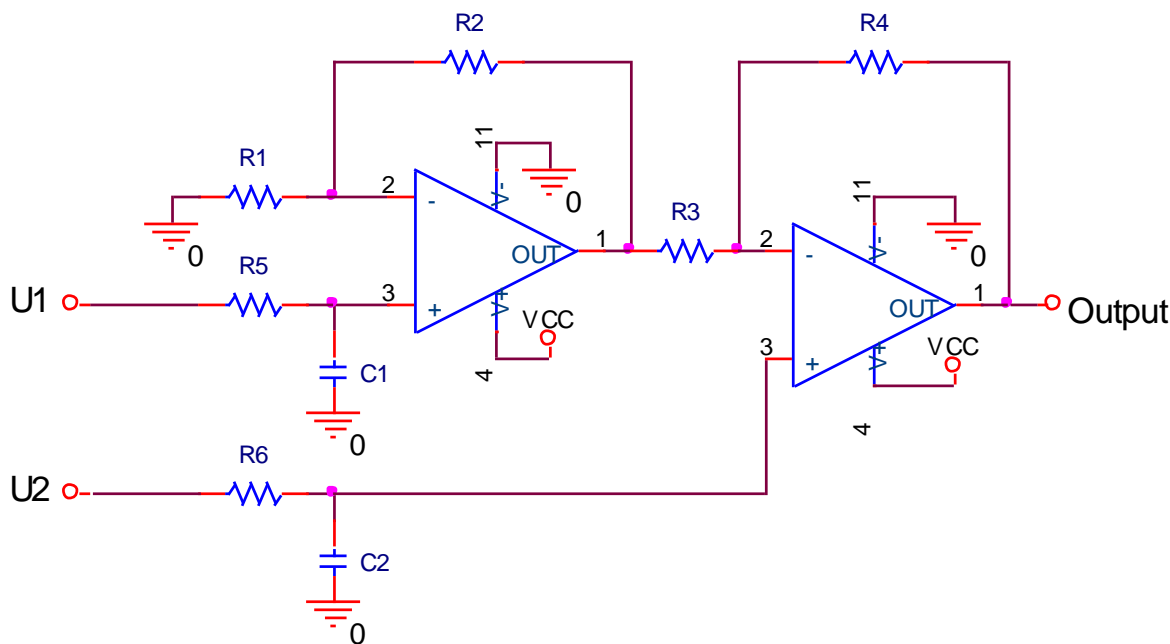 R2
R4
R1
11
0
2
-
V-
OUT
1
R3
11
0
2
-
V-
OUT
1
Output
0
R5
U1
3
+
V+
VCC
4
3
+
V+
VCC
4
C1
0
R6
U2
C2
0